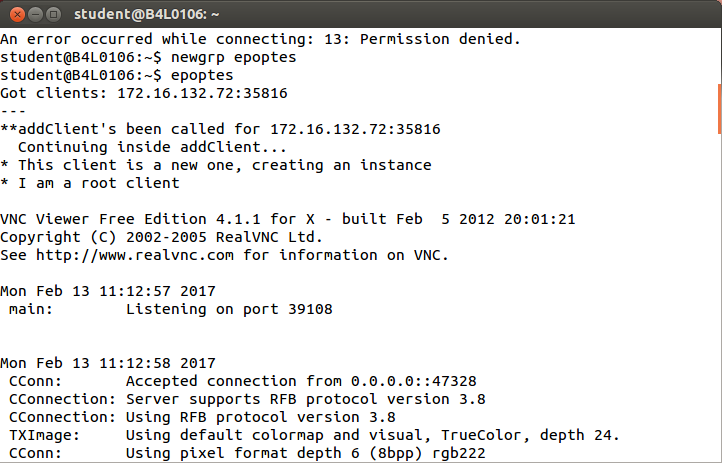 student@B4L0106: ~
An error occurred while connecting: 13: Permission denied.
student@B4L0106:~$ newgrp epoptes
student@B4L0106:~$ epoptes
Got clients: 172.16.132.72:35816
---
**addClient's been called for 172.16.132.72:35816
  Continuing inside addClient...
* This client is a new one, creating an instance
* I am a root client

VNC Viewer Free Edition 4.1.1 for X - built Feb  5 2012 20:01:21
Copyright (C) 2002-2005 RealVNC Ltd.
See http://www.realvnc.com for information on VNC.

Mon Feb 13 11:12:57 2017
 main:        Listening on port 39108


Mon Feb 13 11:12:58 2017
 CConn:       Accepted connection from 0.0.0.0::47328
 CConnection: Server supports RFB protocol version 3.8
 CConnection: Using RFB protocol version 3.8
 TXImage:     Using default colormap and visual, TrueColor, depth 24.
 CConn:       Using pixel format depth 6 (8bpp) rgb222